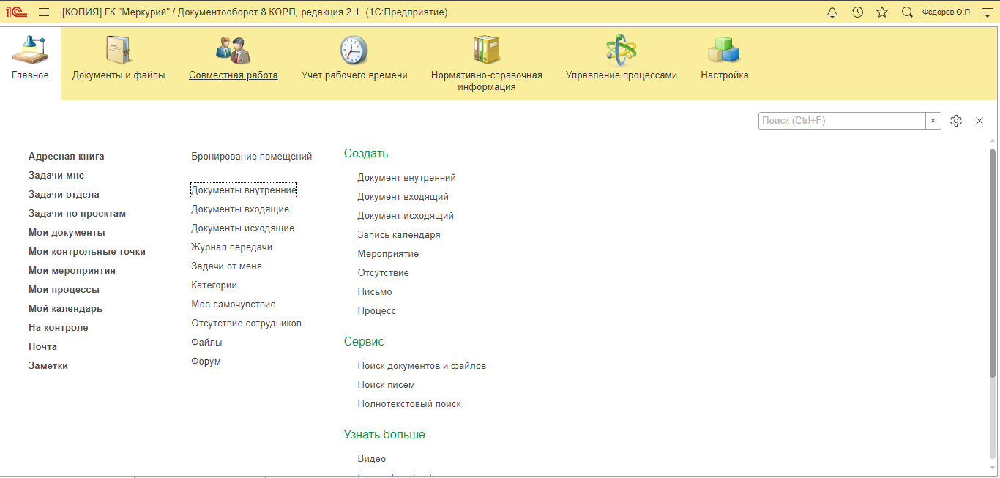 1С [КОПИЯ] ГК "Меркурий" / Документооборот 8 КОРП, редакция 2.1 (1С:Предприятие) Федоров О.П.
Главное
Документы и файлы
Совместная работа
Учет рабочего времени
Нормативно-справочная
информация
Управление процессами
Настройка
Поиск (Ctrl+F)
Адресная книга
Задачи мне
Задачи отдела
Задачи по проектам
Мои документы
Мои контрольные точки
Мои мероприятия
Мои процессы
Мой календарь
На контроле
Почта
Заметки
Бронирование помещений
Документы внутренние
Документы входящие
Документы исходящие
Журнал передачи
Задачи от меня
Категории
Мое самочувствие
Отсутствие сотрудников
Файлы
Форум
Создать
Документ внутренний
Документ входящий
Документ исходящий
Запись календаря
Мероприятие
Отсутствие
Письмо
Процесс
Сервис
Поиск документов и файлов
Поиск писем
Полнотекстовый поиск
Узнать больше
Видео